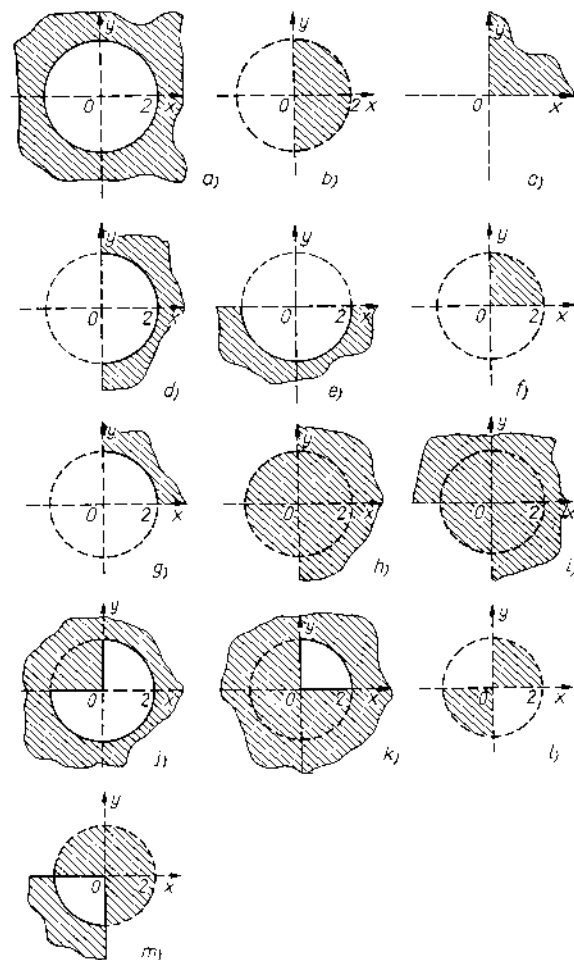 y y y
0 2 x 0 2 x 0 x
a) b) c)
y y y
0 2 x 0 2 x 0 2 x
d) e) f)
y y y
0 2 x 0 2 x 0 2 x
g) h) i)
y y y
0 2 x 0 2 x 0 2 x
j) k) l)
y
0 2 x
m)